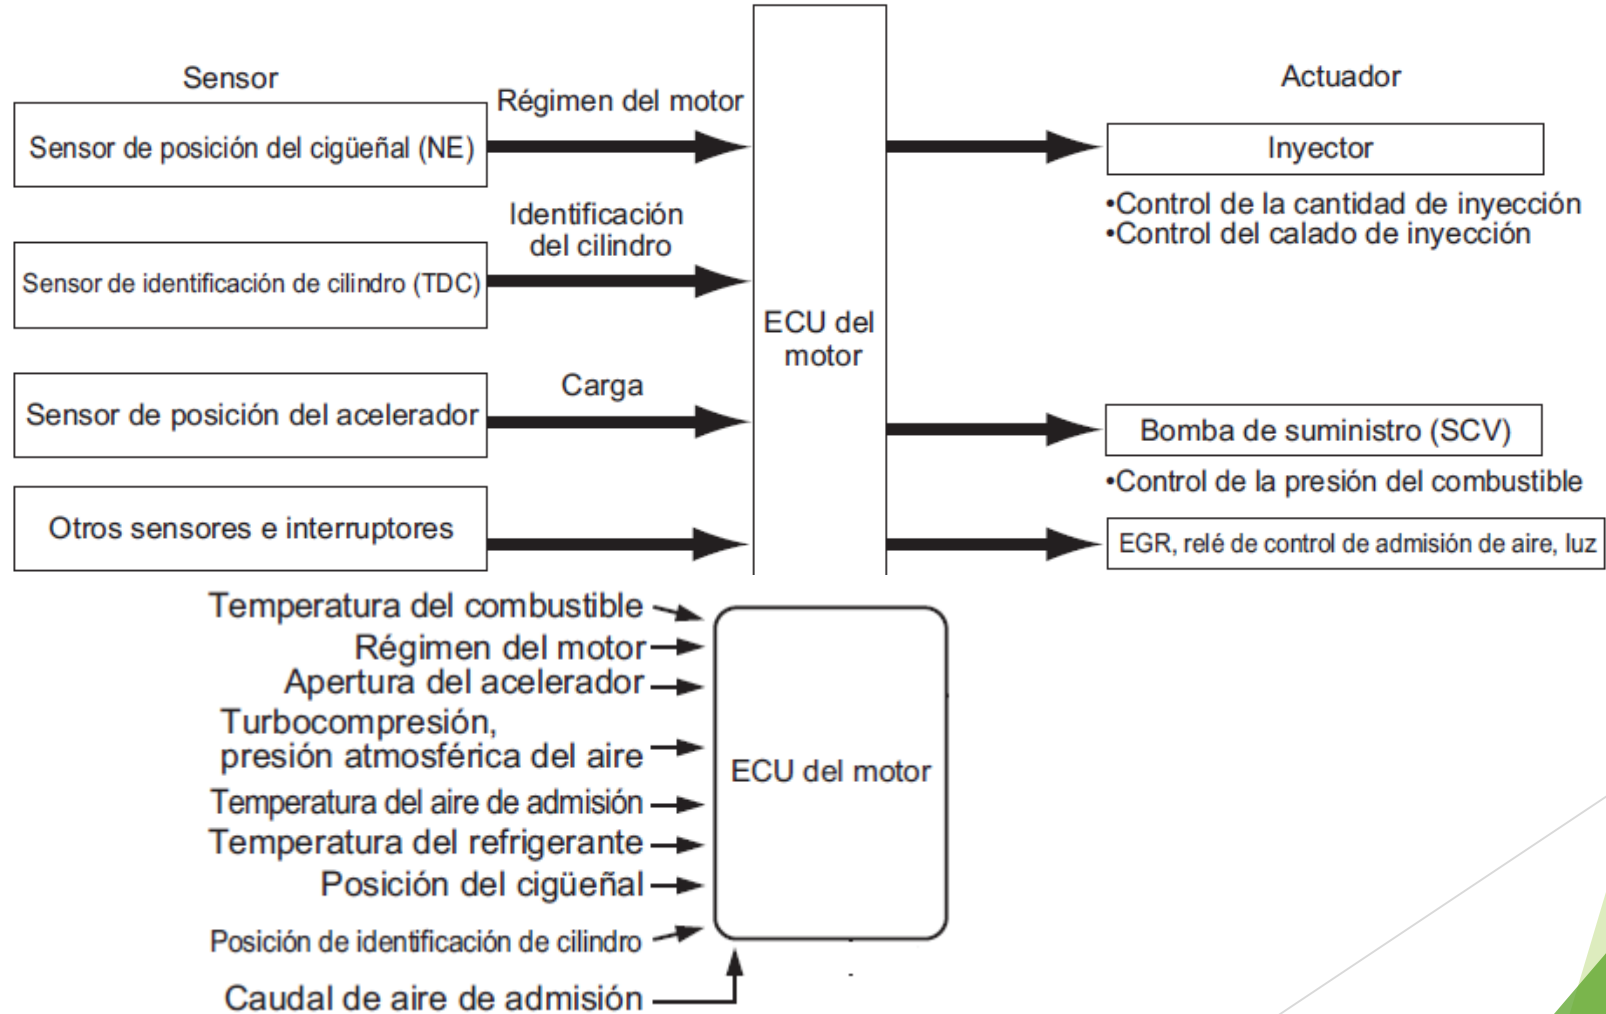 Sensor
Régimen del motor
Actuador
Sensor de posición del cigüeñal (NE)
Inyector
•Control de la cantidad de inyección
•Control del calado de inyección
Identificación
del cilindro
Sensor de identificación de cilindro (TDC)
ECU del
motor
Carga
Sensor de posición del acelerador
Bomba de suministro (SCV)
•Control de la presión del combustible
Otros sensores e interruptores
EGR, relé de control de admisión de aire, luz
Temperatura del combustible
Régimen del motor
Apertura del acelerador
Turbocompresión,
presión atmosférica del aire
ECU del motor
Temperatura del aire de admisión
Temperatura del refrigerante
Posición del cigüeñal
Posición de identificación de cilindro
Caudal de aire de admisión